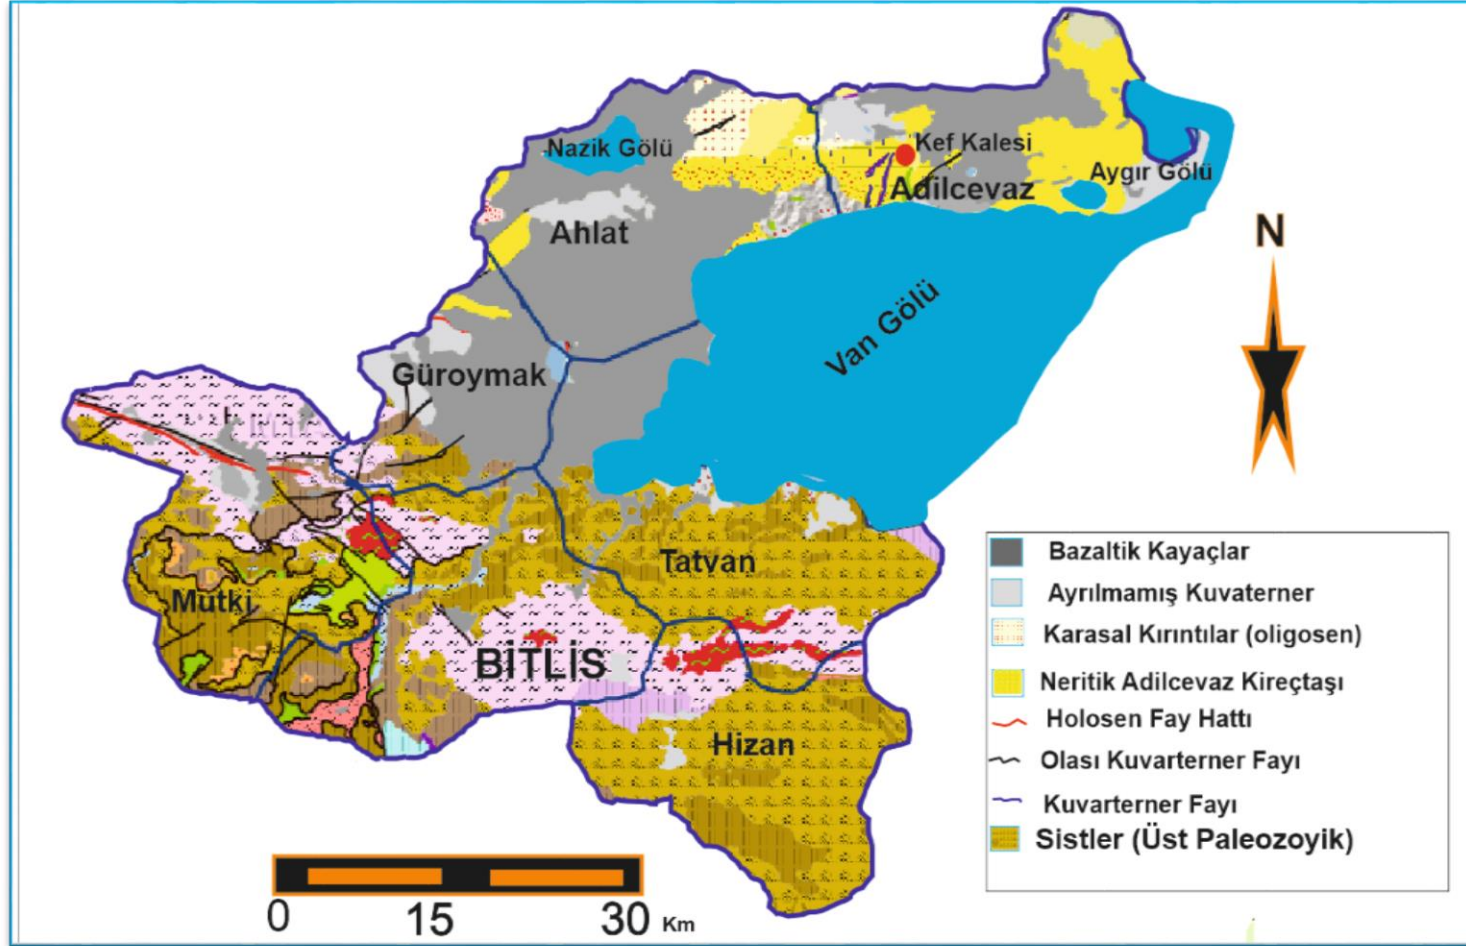 Nazik Gölü
Kef Kalesi
Aygır Gölü
Adilcevaz
Ahlat
N
Van Gölü
Güroymak
Tatvan
Mutki
BİTLİS
Hizan
Bazaltik Kayaçlar
Ayrılmamış Kuvaterner
Karasal Kırıntılar (oligosen)
Neritik Adilcevaz Kireçtaşı
Holosen Fay Hattı
Olası Kuvarterner Fayı
Kuvarterner Fayı
Sistler (Üst Paleozoyik)
0 15 30 Km